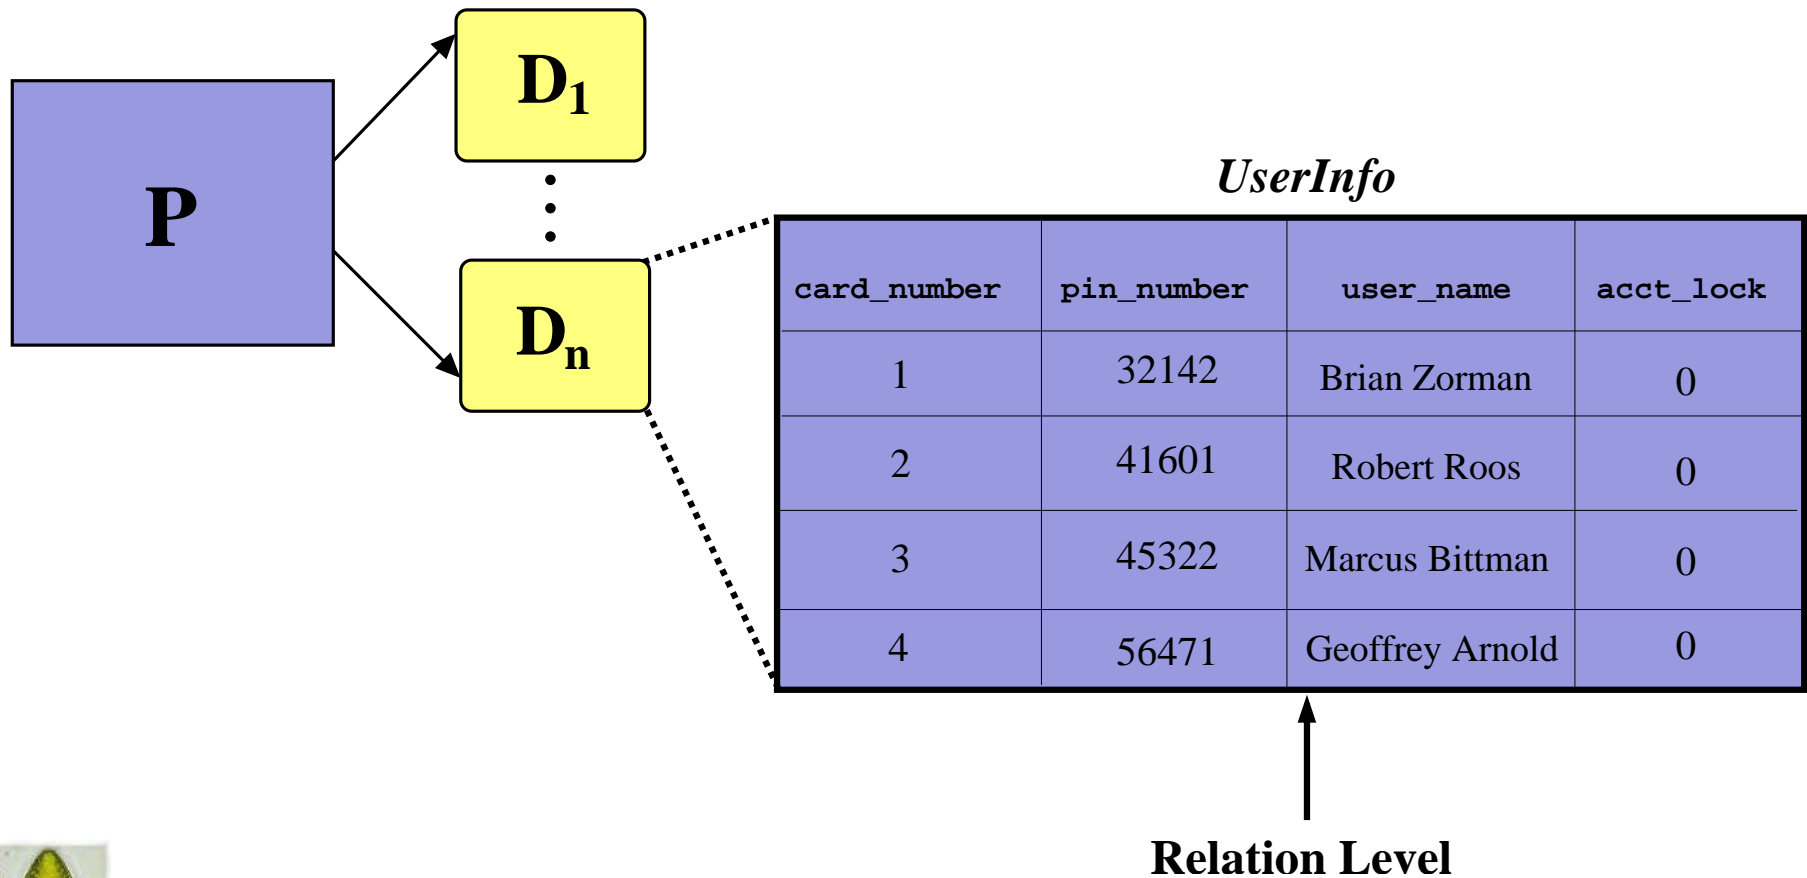 D1
P
Dn
UserInfo
card_number pin_number user_name acct_lock
1 32142 Brian Zorman 0
2 41601 Robert Roos 0
3 45322 Marcus Bittman 0
4 56471 Geoffrey Arnold 0
Relation Level